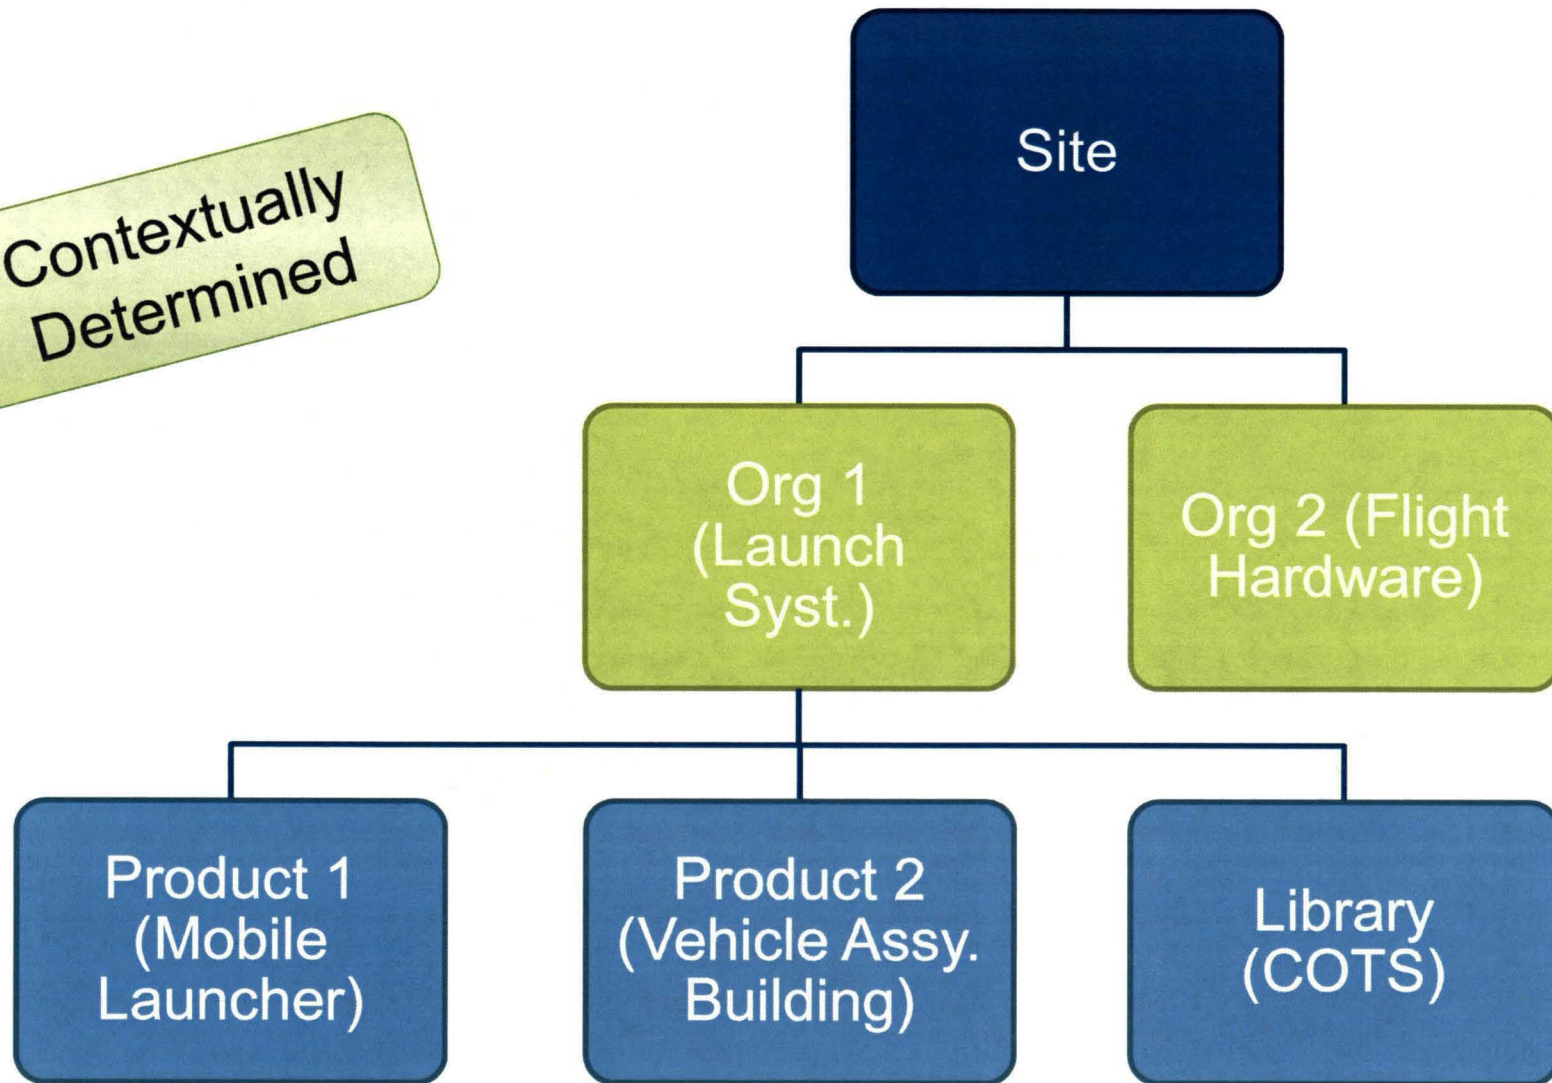 Contextually
Determined
Site
Org 1
(Launch
Syst.)
Org 2 (Flight
Hardware)
Product 1
(Mobile
Launcher)
Product 2
(Vehicle Assy.
Building)
Library
(COTS)